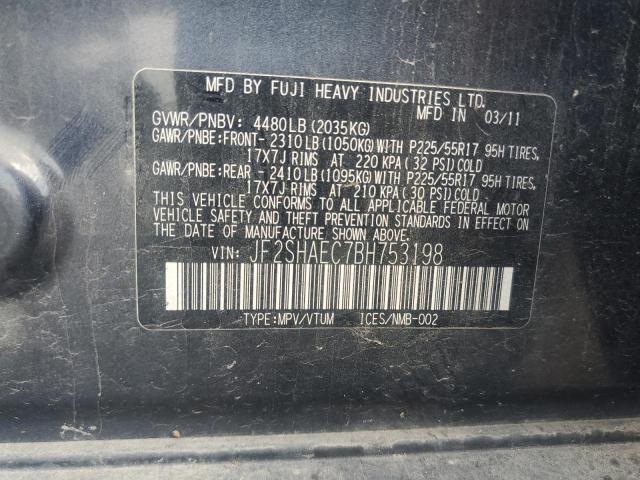 MFD BY FUJI HEAVY INDUSTRIES LTD.
MFD IN 03/11
GVWR/PNBV: 4480LB (2035KG)
GAWR/PNBE:FRONT- 2310LB(1050KG)WITH P225/55R17 95H TIRES,
17X7J RIMS AT 220 KPA (32 PSI)COLD
GAWR/PNBE:REAR - 2410LB(1095KG)WITH P225/55R17 95H TIRES,
17X7J RIMS AT 210 KPA (30 PSI)COLD
THIS VEHICLE CONFORMS TO ALL APPLICABLE FEDERAL MOTOR
VEHICLE SAFETY AND THEFT PREVENTION STANDARDS IN EFFECT ON
THE DATE OF MANUFACTURE SHOWN ABOVE.
VIN: JF2SHAEC7BH753198
TYPE:MPV/VTUM ICES/NMB-002